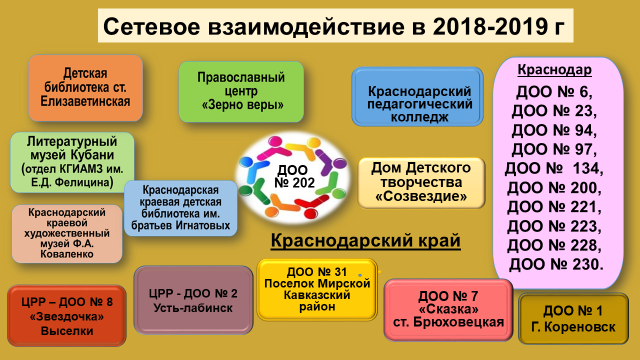 Сетевое взаимодействие в 2018-2019 г
Детская
библиотека ст.
Елизаветинская
Православный
центр
«Зерно веры»
Краснодарский
педагогический
колледж
Краснодар
ДОО № 6,
ДОО № 23,
ДОО № 94,
ДОО № 97,
ДОО № 134,
ДОО № 200,
ДОО № 221,
ДОО № 223,
ДОО № 228,
ДОО № 230.
Литературный
музей Кубани
(отдел КГИАМЗ им.
Е.Д. Фелицина)
Краснодарская
краевая детская
библиотека им.
братьев Игнатовых
ДОО
№ 202
Дом Детского
творчества
«Созвездие»
Краснодарский
краевой
художественный
музей Ф.А.
Коваленко
Краснодарский край
ЦРР – ДОО № 8
«Звездочка»
Выселки
ЦРР - ДОО № 2
Усть-лабинск
ДОО № 31
Поселок Мирской
Кавказский
район
ДОО № 7
«Сказка»
ст. Брюховецкая
ДОО № 1
Г. Кореновск